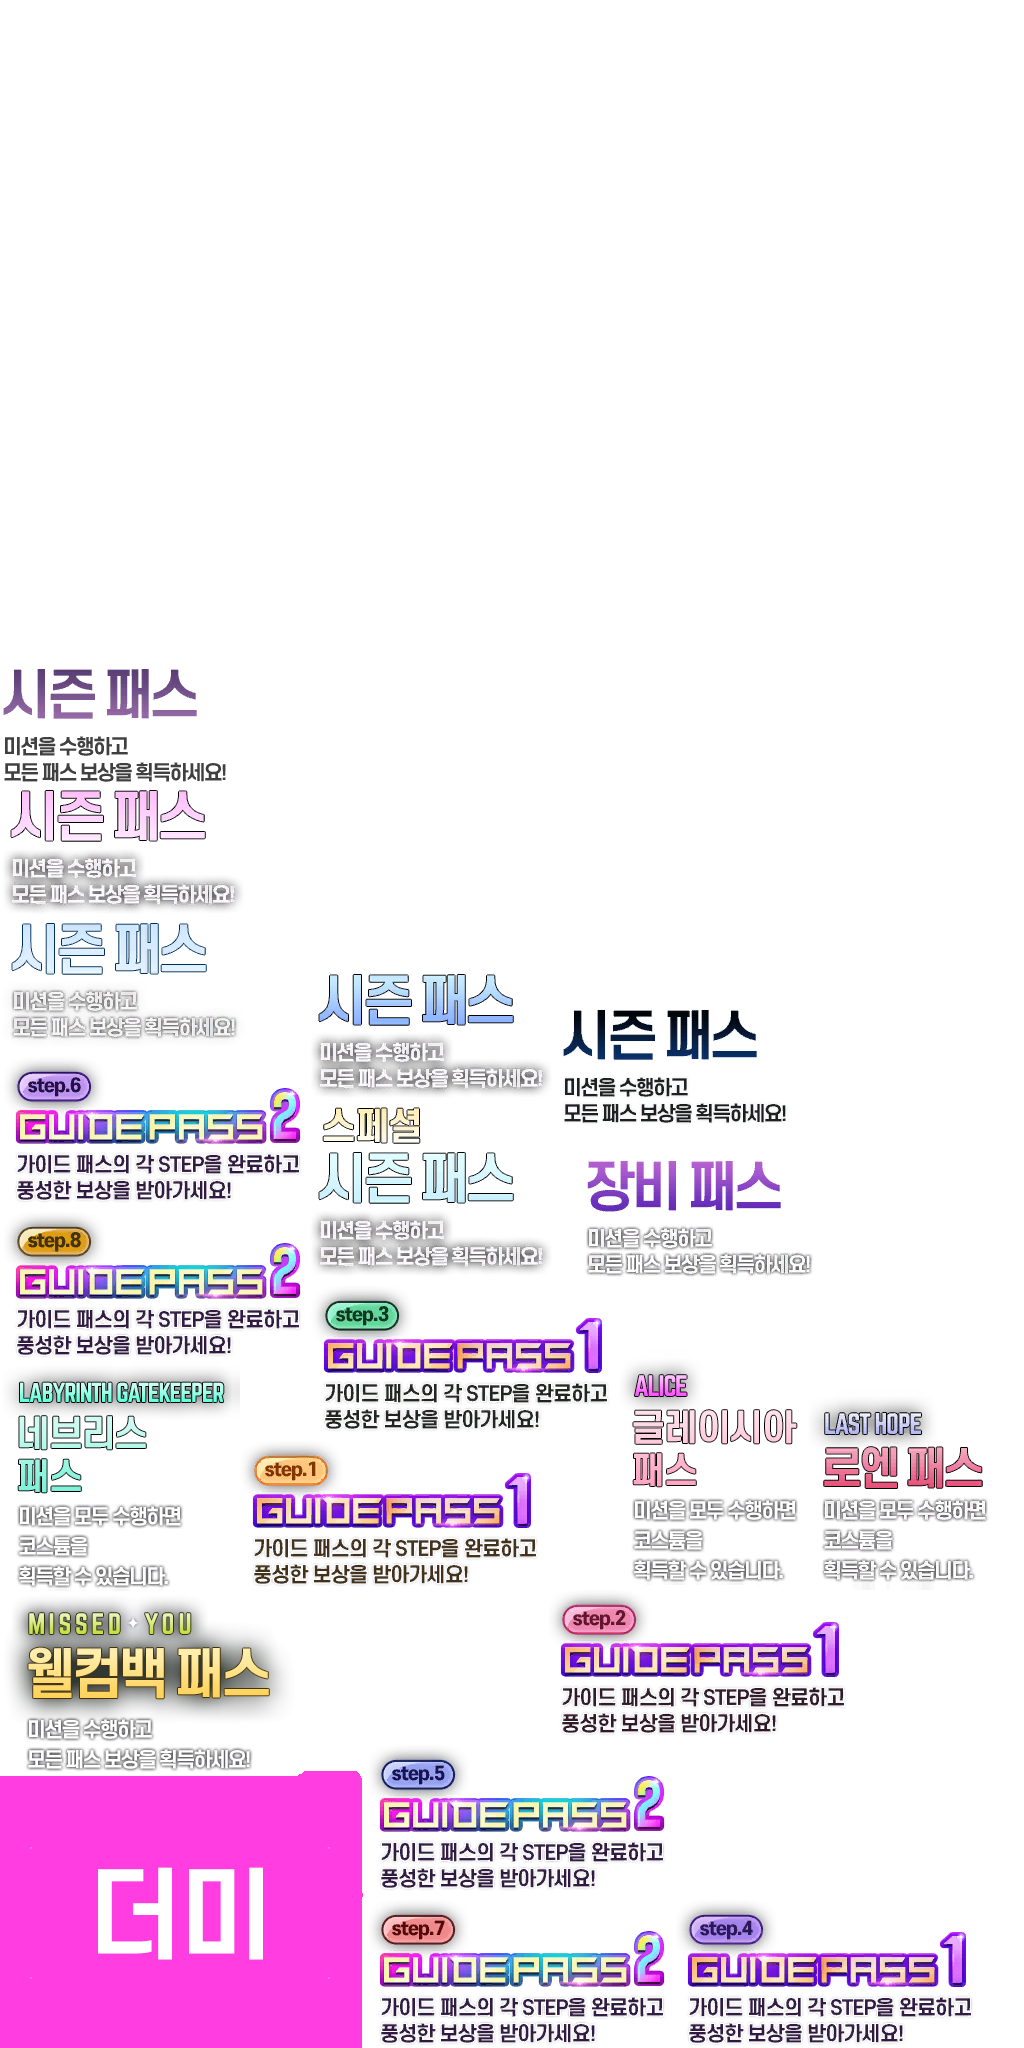 시즌 패스
미션을 수행하고
모든 패스 보상을 획득하세요!
시즌 패스
미션을 수행하고
모든 패스 보상을 획득하세요!
시즌 패스
미션을 수행하고
모든 패스 보상을 획득하세요!
시즌 패스
미션을 수행하고
모든 패스 보상을 획득하세요!
시즌 패스
미션을 수행하고
모든 패스 보상을 획득하세요!
step.6
GUIDEPASS 2
가이드 패스의 각 STEP을 완료하고
풍성한 보상을 받아가세요!
스페셜
시즌 패스
미션을 수행하고
모든 패스 보상을 획득하세요!
장비 패스
미션을 수행하고
모든 패스 보상을 획득하세요!
step.8
GUIDEPASS 2
가이드 패스의 각 STEP을 완료하고
풍성한 보상을 받아가세요!
step.3
GUIDEPASS 1
가이드 패스의 각 STEP을 완료하고
풍성한 보상을 받아가세요!
LABYRINTH GATEKEEPER
네브리스
패스
미션을 모두 수행하면
코스튬을
획득할 수 있습니다.
step.1
GUIDEPASS 1
가이드 패스의 각 STEP을 완료하고
풍성한 보상을 받아가세요!
ALICE
글레이시아
패스
미션을 모두 수행하면
코스튬을
획득할 수 있습니다.
LAST HOPE
로엔 패스
미션을 모두 수행하면
코스튬을
획득할 수 있습니다.
MISSED YOU
웰컴백 패스
미션을 수행하고
모든 패스 보상을 획득하세요!
step.2
GUIDEPASS 1
가이드 패스의 각 STEP을 완료하고
풍성한 보상을 받아가세요!
더미
step.5
GUIDEPASS 2
가이드 패스의 각 STEP을 완료하고
풍성한 보상을 받아가세요!
step.7
GUIDEPASS 2
가이드 패스의 각 STEP을 완료하고
풍성한 보상을 받아가세요!
step.4
GUIDEPASS 1
가이드 패스의 각 STEP을 완료하고
풍성한 보상을 받아가세요!